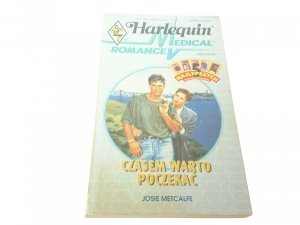 Harlequin
MEDICAL
ROMANCE
CZASEM WARTO
POCZEKAĆ
JOSIE METCALFE